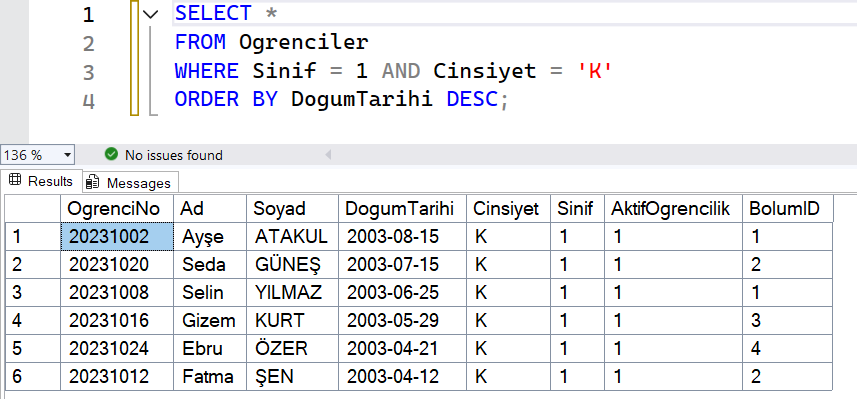 1 SELECT *
2 FROM Ogrenciler
3 WHERE Sinif = 1 AND Cinsiyet = 'K'
4 ORDER BY DogumTarihi DESC;
136 % No issues found
Results Messages
OgrenciNo Ad Soyad DogumTarihi Cinsiyet Sinif AktifOgrencilik BolumID
1 20231002 Ayşe ATAKUL 2003-08-15 K 1 1 1
2 20231020 Seda GÜNEŞ 2003-07-15 K 1 1 2
3 20231008 Selin YILMAZ 2003-06-25 K 1 1 1
4 20231016 Gizem KURT 2003-05-29 K 1 1 3
5 20231024 Ebru ÖZER 2003-04-21 K 1 1 4
6 20231012 Fatma ŞEN 2003-04-12 K 1 1 2